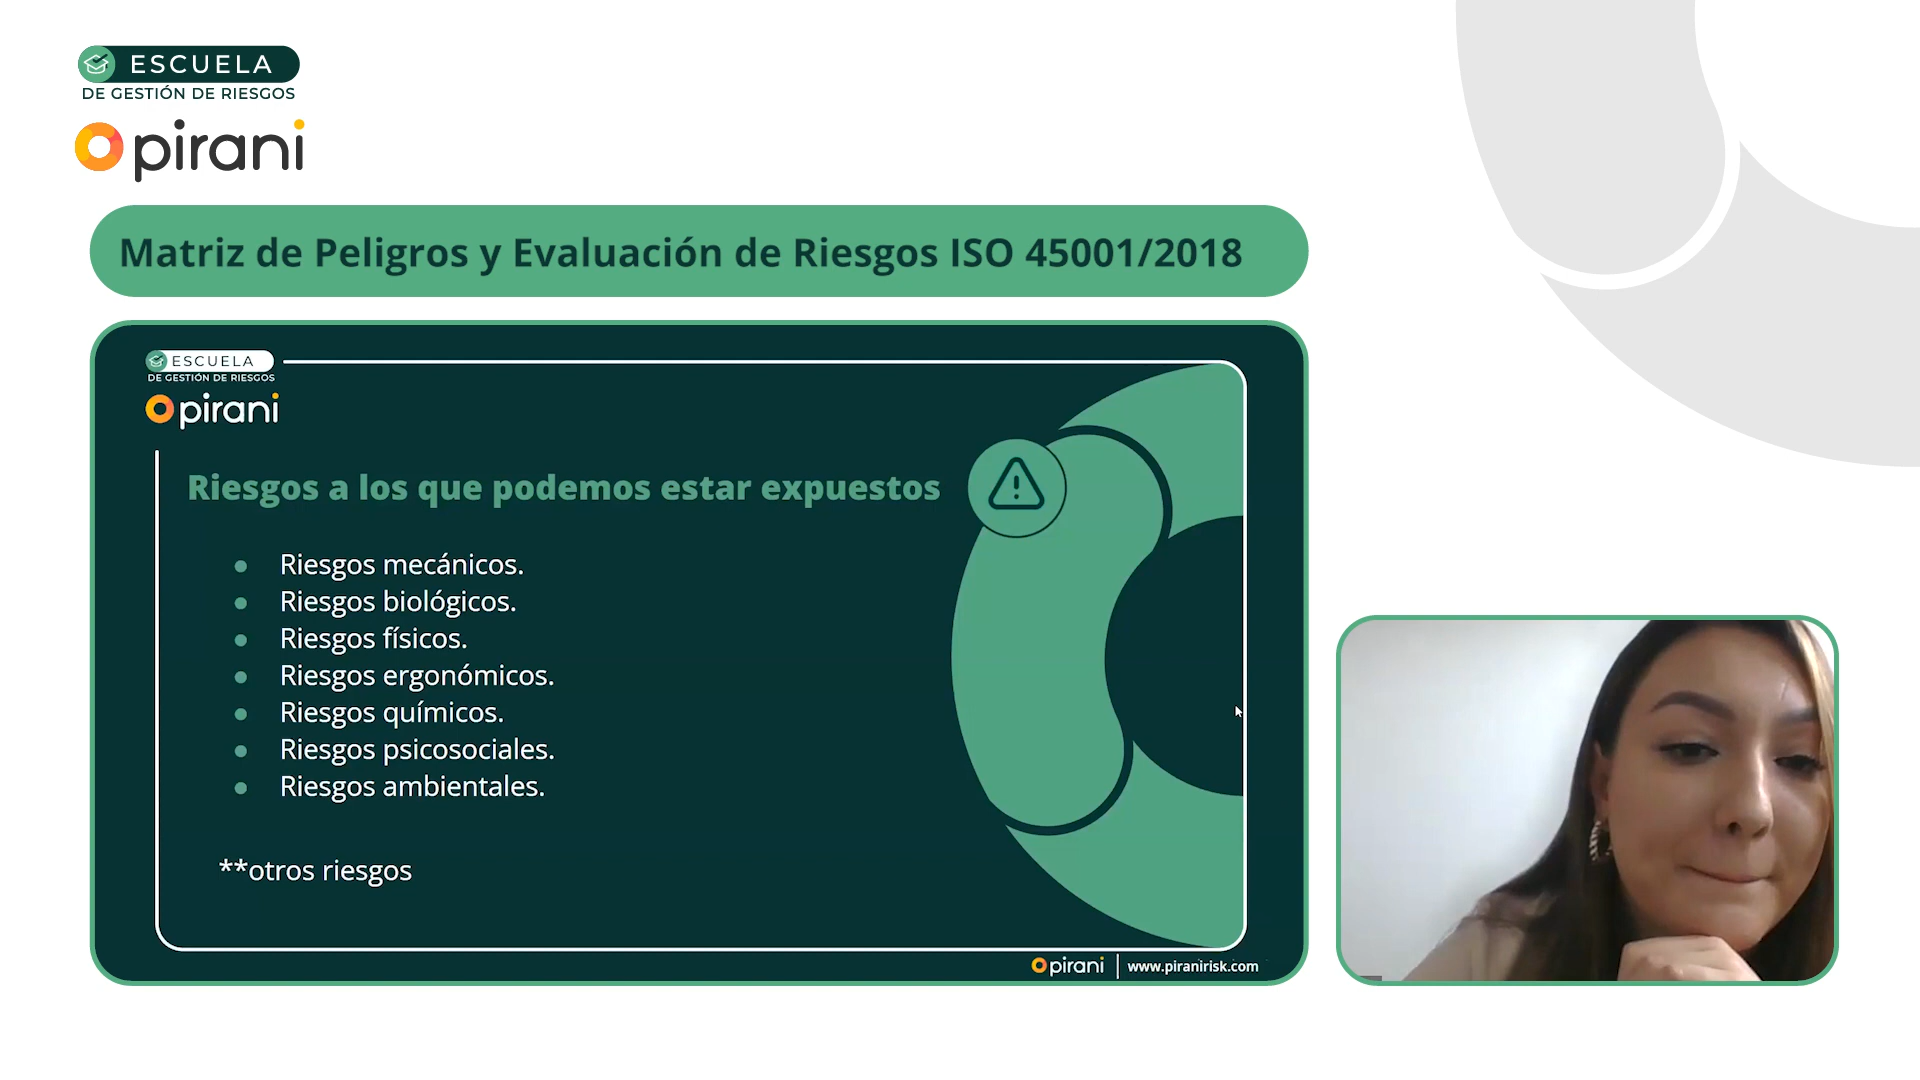 ESCUELA
DE GESTIÓN DE RIESGOS
pirani
Matriz de Peligros y Evaluación de Riesgos ISO 45001/2018
ESCUELA
DE GESTIÓN DE RIESGOS
pirani
Riesgos a los que podemos estar expuestos
Riesgos mecánicos.
Riesgos biológicos.
Riesgos físicos.
Riesgos ergonómicos.
Riesgos químicos.
Riesgos psicosociales.
Riesgos ambientales.
**otros riesgos
pirani | www.piranirisk.com